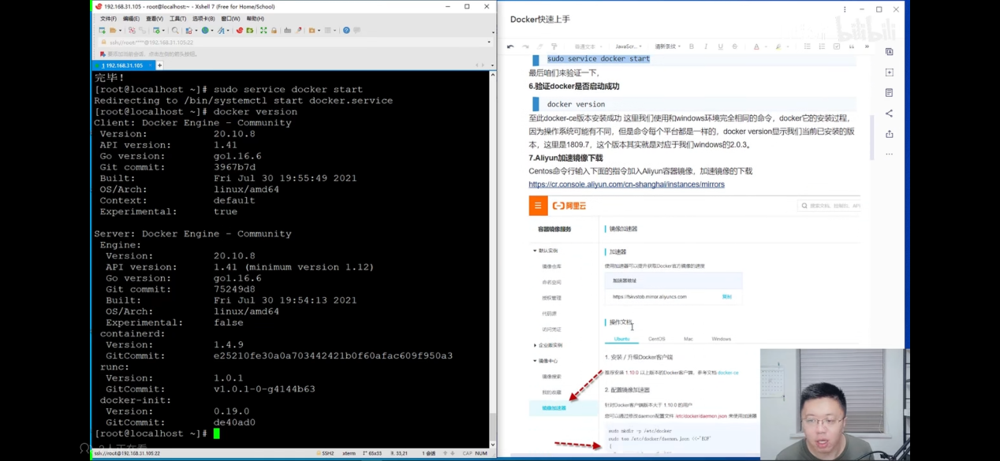 192.168.31.105 - root@localhost:~ - Xshell 7 (Free for Home/School)
文件(F) 编辑(E) 查看(V) 工具(T) 选项卡(B) 窗口(W) 帮助(H)
ssh://root:****@192.168.31.105:22
要添加当前会话，点击左侧的箭头按钮。
1 192.168.31.105
完毕！
[root@localhost ~]# sudo service docker start
Redirecting to /bin/systemctl start docker.service
[root@localhost ~]# docker version
Client: Docker Engine - Community
Version: 20.10.8
API version: 1.41
Go version: go1.16.6
Git commit: 3967b7d
Built: Fri Jul 30 19:55:49 2021
OS/Arch: linux/amd64
Context: default
Experimental: true
Server: Docker Engine - Community
Engine:
Version: 20.10.8
API version: 1.41 (minimum version 1.12)
Go version: go1.16.6
Git commit: 75249d8
Built: Fri Jul 30 19:54:13 2021
OS/Arch: linux/amd64
Experimental: false
containerd:
Version: 1.4.9
GitCommit: e25210fe30a0a703442421b0f60afac609f950a3
runc:
Version: 1.0.1
GitCommit: v1.0.1-0-g4144b63
docker-init:
Version: 0.19.0
GitCommit: de40ad0
[root@localhost ~]#
ssh://root@192.168.31.105:22 SSH2 xterm 65x33 33,21 1 会话 CAP NUM
Docker快速上手
bilibili
普通文本 JavaScr... 请新条纹 B I U S A
sudo service docker start
最后咱们来验证一下，
6.验证docker是否启动成功
docker version
至此docker-ce版本安装成功 这里我们使用和windows环境完全相同的命令，docker它的安装过程，
因为操作系统可能有不同，但是命令每个平台都是一样的，docker version显示我们当前已安装的版
本，这里是1809.7，这个版本其实就是对应于我们windows的2.0.3。
7.Aliyun加速镜像下载
Centos命令行输入下面的指令加入Aliyun容器镜像，加速镜像的下载
https://cr.console.aliyun.com/cn-shanghai/instances/mirrors
阿里云
容器镜像服务
镜像加速器
默认实例
加速器
镜像仓库
使用加速器可以提升获取Docker官方镜像的速度
命名空间
加速器地址
授权管理
https://fskvstob.mirror.aliyuncs.com 复制
代码源
操作文档
访问凭证
Ubuntu CentOS Mac Windows
企业版实例
1. 安装 / 升级Docker客户端
镜像中心
推荐安装 1.10.0 以上版本的Docker客户端，参考文档 docker-ce
镜像搜索
我的收藏
2. 配置镜像加速器
镜像加速器
针对Docker客户端版本大于 1.10.0 的用户
您可以通过修改daemon配置文件 /etc/docker/daemon.json 来使用加速器
sudo mkdir -p /etc/docker
sudo tee /etc/docker/daemon.json <<-'EOF'
{